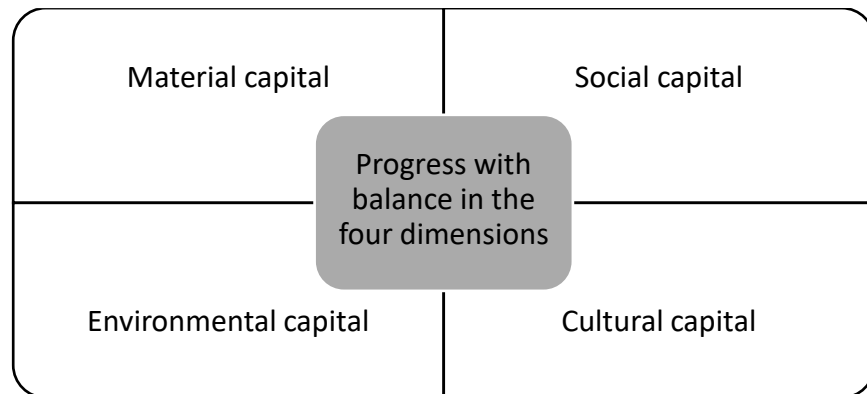 Material capital
Social capital
Progress with
balance in the
four dimensions
Environmental capital
Cultural capital